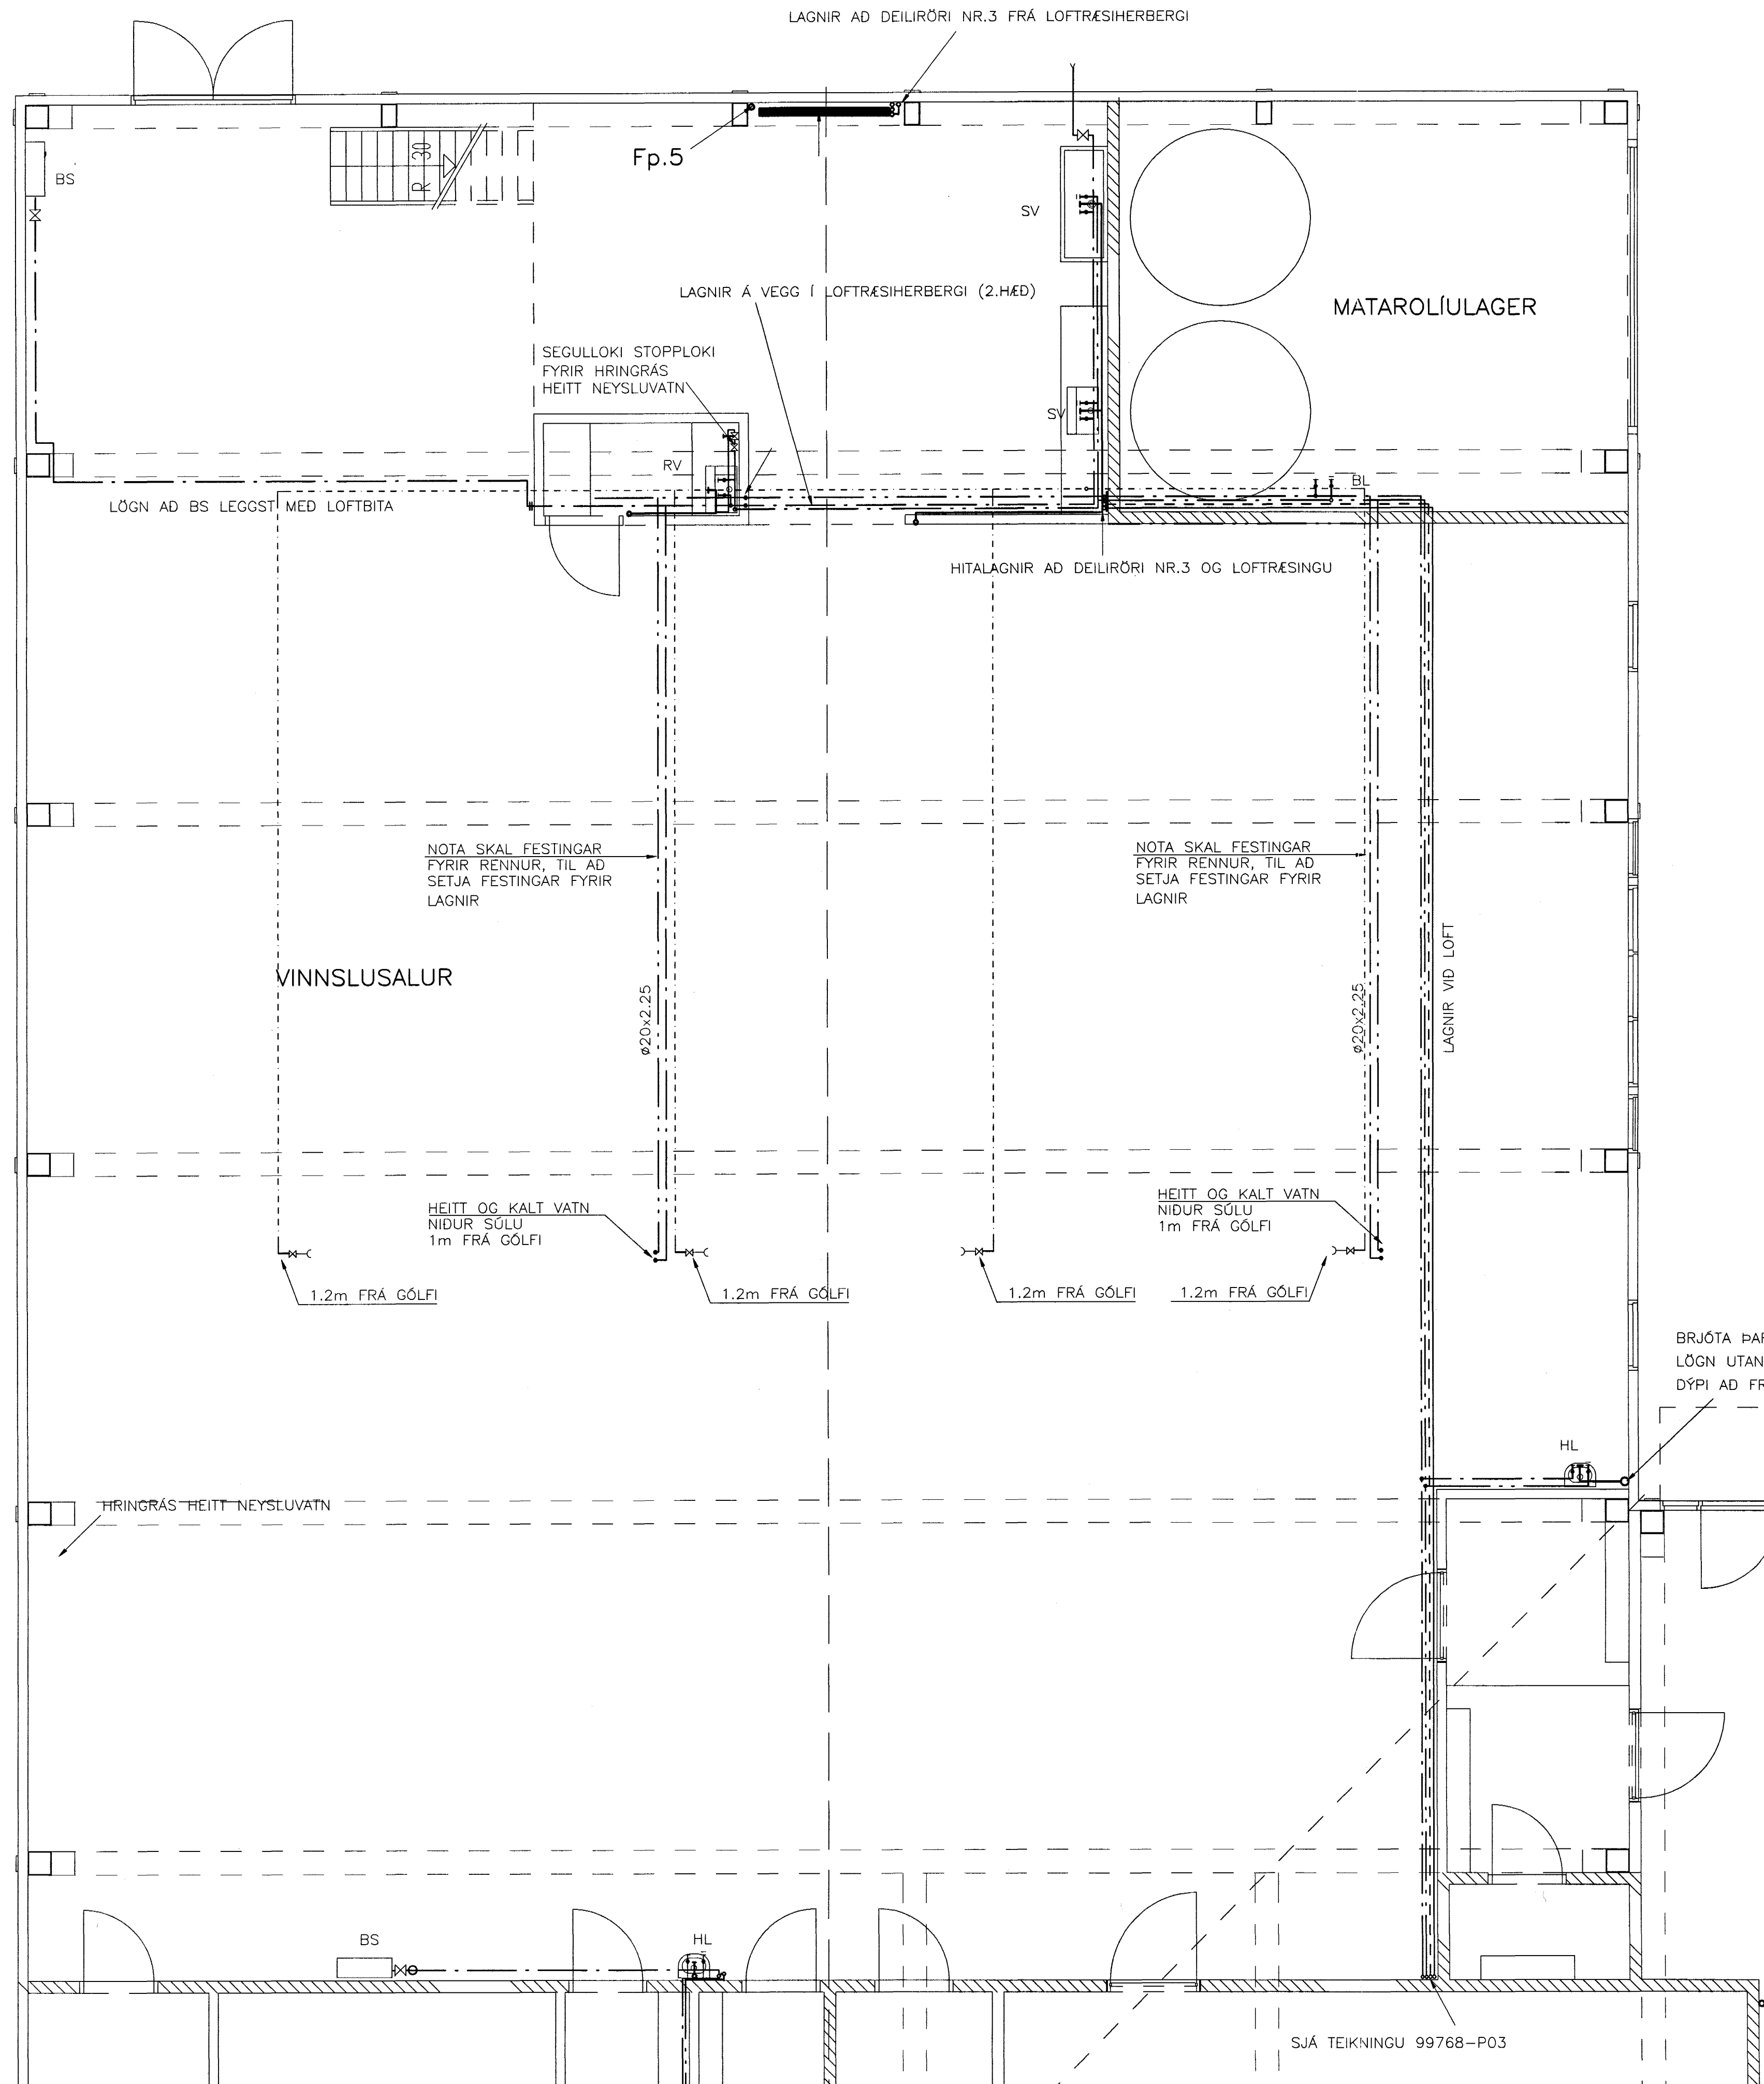 LAGNIR AÐ DEILIRÖRI NR.3 FRÁ LOFTRÆSIHERBERGI
R 30
Fp.5
BS
SV
LAGNIR Á VEGG Í LOFTRÆSIHERBERGI (2.HÆÐ)
MATAROLÍULAGER
SEGULLOKI STOPPLOKI
FYRIR HRINGRÁS
HEITT NEYSLUVATN
SV
RV
BL
LÖGN AÐ BS LEGGST MEÐ LOFTBITA
HITALAGNIR AÐ DEILIRÖRI NR.3 OG LOFTRÆSINGU
NOTA SKAL FESTINGAR
FYRIR RENNUR, TIL AÐ
SETJA FESTINGAR FYRIR
LAGNIR
NOTA SKAL FESTINGAR
FYRIR RENNUR, TIL AÐ
SETJA FESTINGAR FYRIR
LAGNIR
VINNSLUSALUR
ø20x2.25
ø20x2.25
LAGNIR VIÐ LOFT
HEITT OG KALT VATN
NIÐUR SÚLU
1m FRÁ GÓLFI
HEITT OG KALT VATN
NIÐUR SÚLU
1m FRÁ GÓLFI
1.2m FRÁ GÓLFI
1.2m FRÁ GÓLFI
1.2m FRÁ GÓLFI
1.2m FRÁ GÓLFI
BRJÓTA
LÖGN UTAN
DÝPI AÐ
HL
HRINGRÁS HEITT NEYSLUVATN
BS
HL
SJÁ TEIKNINGU 99768-P03